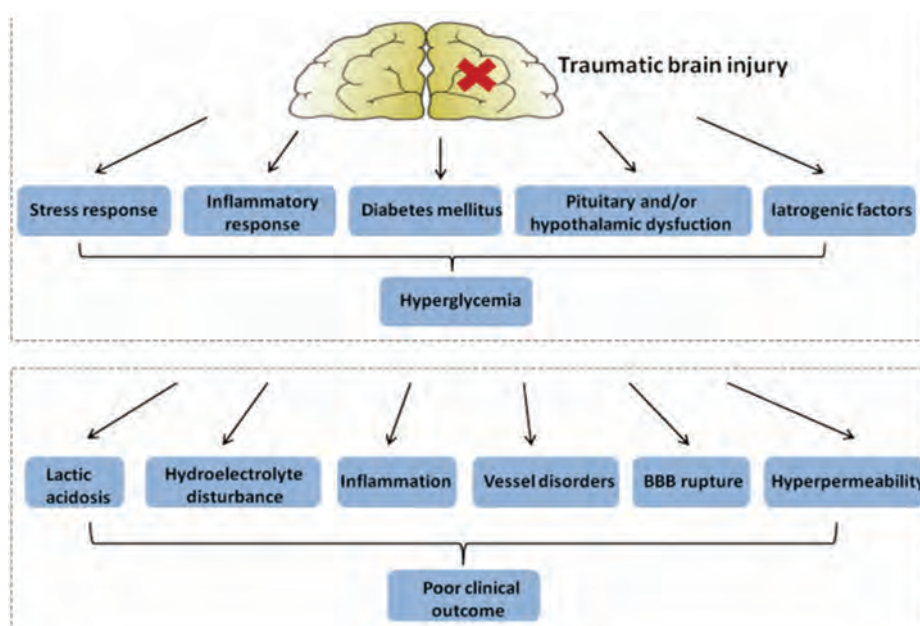 Traumatic brain injury
Stress response
Inflammatory
response
Diabetes mellitus
Pituitary and/or
hypothalamic dysfuction
Iatrogenic factors
Hyperglycemia
Lactic
acidosis
Hydroelectrolyte
disturbance
Inflammation
Vessel disorders
BBB rupture
Hyperpermeability
Poor clinical
outcome